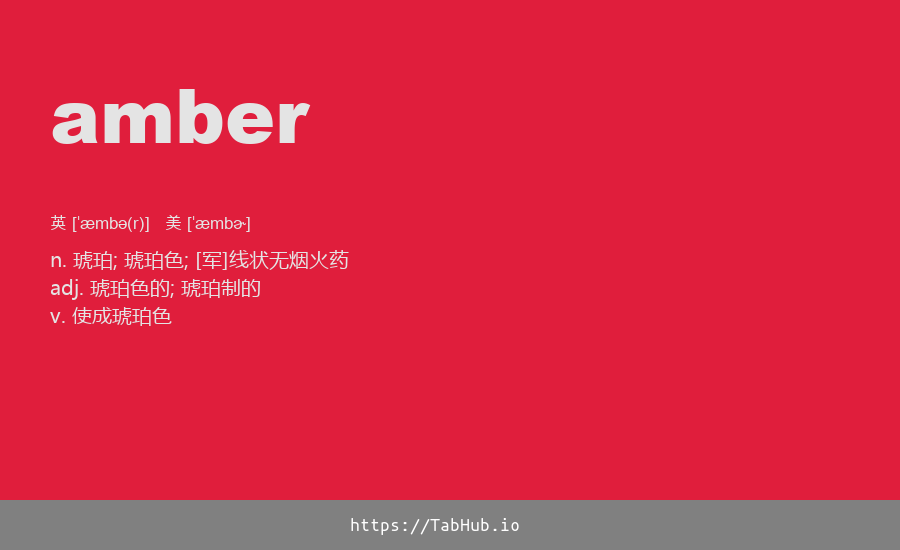 amber
英 [ˈæmbə(r)] 美 [ˈæmbɚ]
n. 琥珀; 琥珀色; [军]线状无烟火药
adj. 琥珀色的; 琥珀制的
v. 使成琥珀色
https://TabHub.io